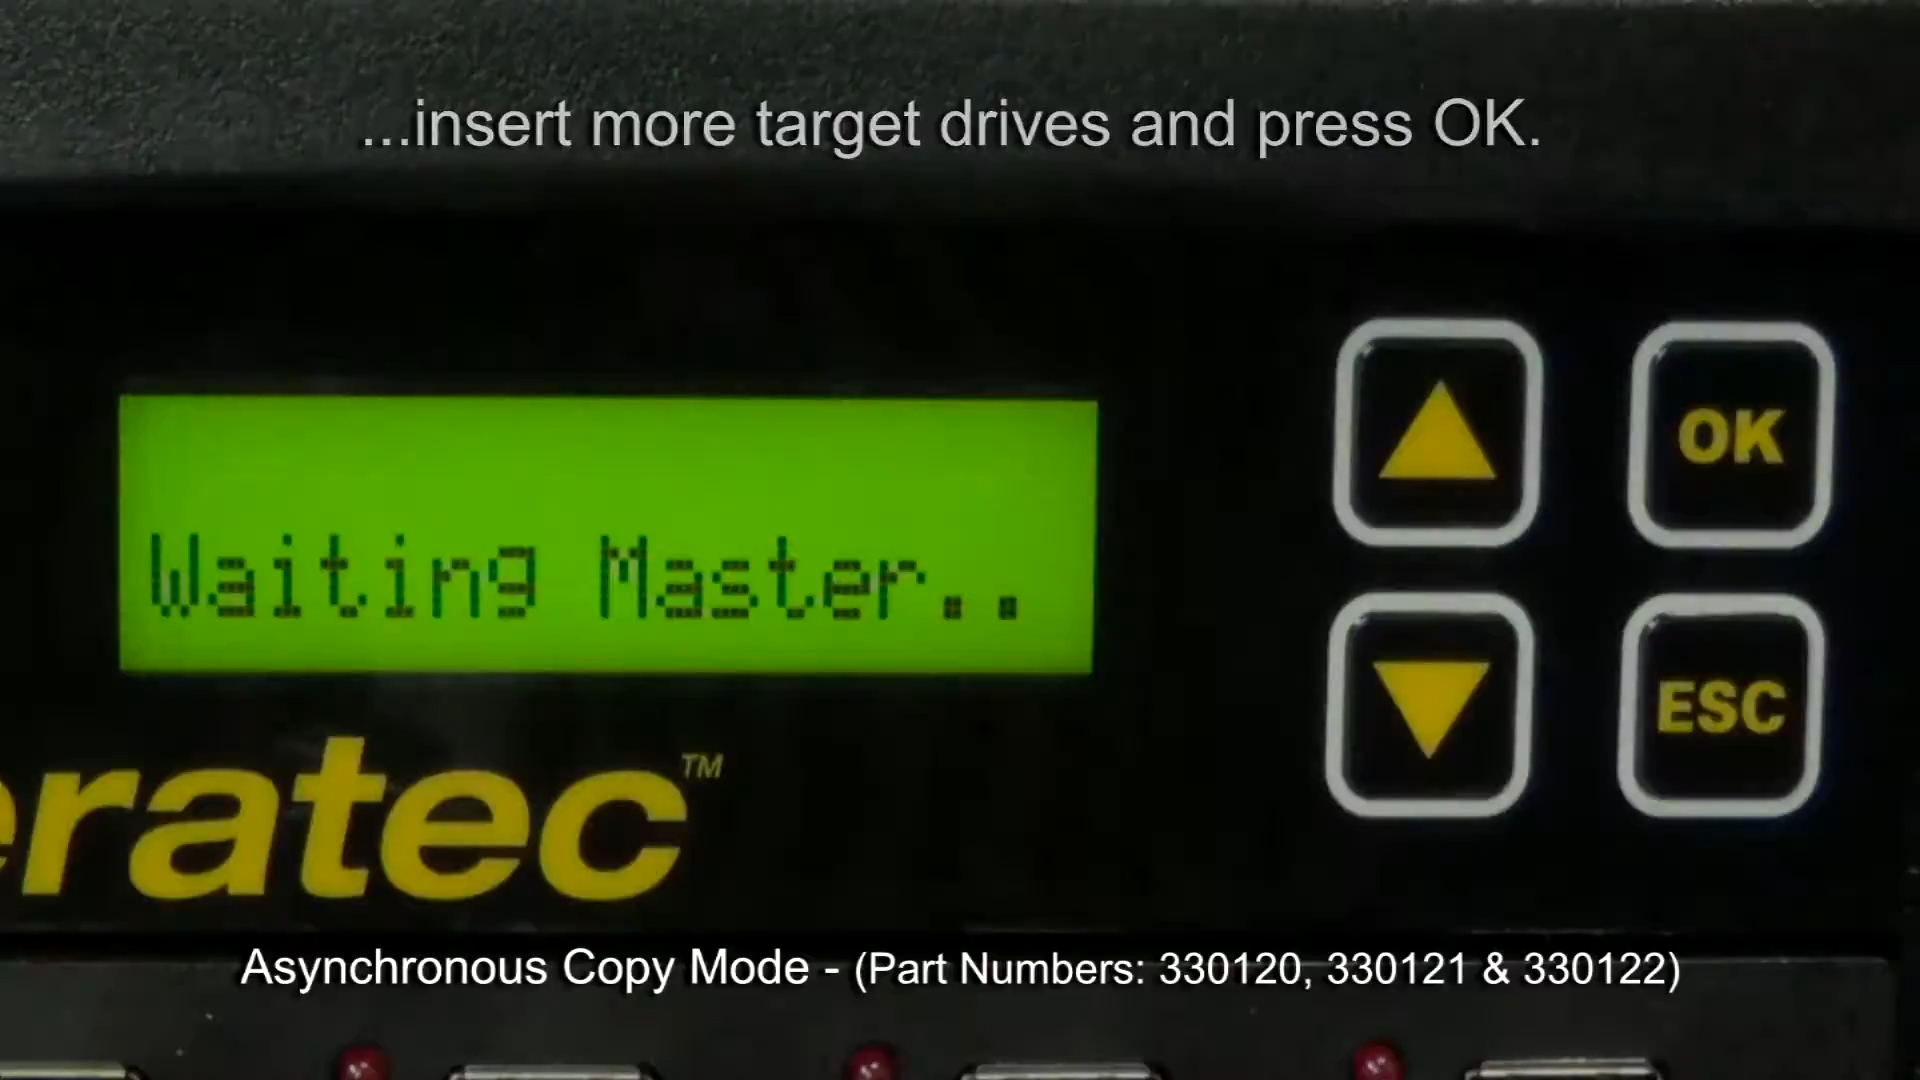 ...insert more target drives and press OK.
OK
Waiting Master..
ESC
eratec™
Asynchronous Copy Mode - (Part Numbers: 330120, 330121 & 330122)